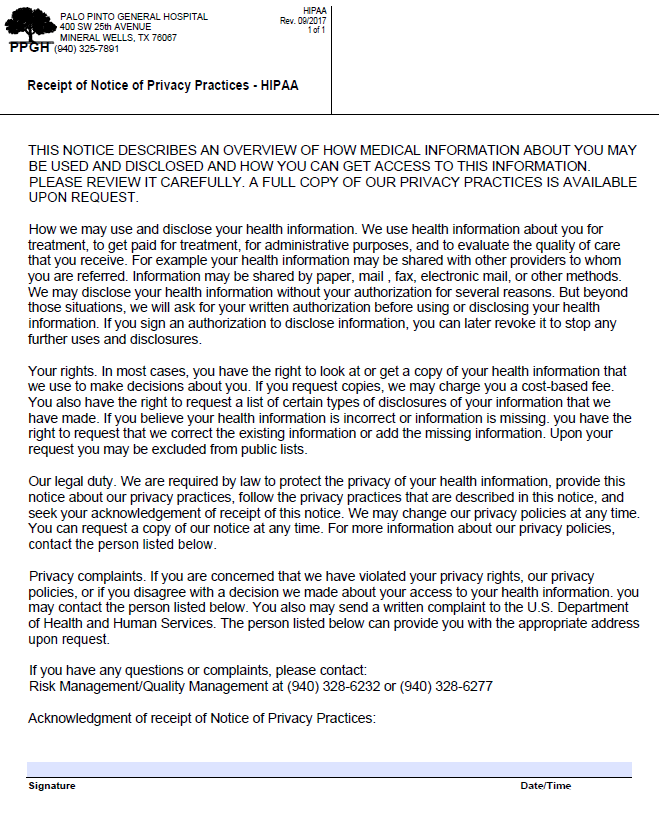 PALO PINTO GENERAL HOSPITAL
400 SW 25th AVENUE
MINERAL WELLS, TX 76067
PPGH (940) 325-7891
HIPAA
Rev. 09/2017
1 of 1
Receipt of Notice of Privacy Practices - HIPAA
THIS NOTICE DESCRIBES AN OVERVIEW OF HOW MEDICAL INFORMATION ABOUT YOU MAY
BE USED AND DISCLOSED AND HOW YOU CAN GET ACCESS TO THIS INFORMATION.
PLEASE REVIEW IT CAREFULLY. A FULL COPY OF OUR PRIVACY PRACTICES IS AVAILABLE
UPON REQUEST.
How we may use and disclose your health information. We use health information about you for
treatment, to get paid for treatment, for administrative purposes, and to evaluate the quality of care
that you receive. For example your health information may be shared with other providers to whom
you are referred. Information may be shared by paper, mail , fax, electronic mail, or other methods.
We may disclose your health information without your authorization for several reasons. But beyond
those situations, we will ask for your written authorization before using or disclosing your health
information. If you sign an authorization to disclose information, you can later revoke it to stop any
further uses and disclosures.
Your rights. In most cases, you have the right to look at or get a copy of your health information that
we use to make decisions about you. If you request copies, we may charge you a cost-based fee.
You also have the right to request a list of certain types of disclosures of your information that we
have made. If you believe your health information is incorrect or information is missing. you have the
right to request that we correct the existing information or add the missing information. Upon your
request you may be excluded from public lists.
Our legal duty. We are required by law to protect the privacy of your health information, provide this
notice about our privacy practices, follow the privacy practices that are described in this notice, and
seek your acknowledgement of receipt of this notice. We may change our privacy policies at any time.
You can request a copy of our notice at any time. For more information about our privacy policies,
contact the person listed below.
Privacy complaints. If you are concerned that we have violated your privacy rights, our privacy
policies, or if you disagree with a decision we made about your access to your health information. you
may contact the person listed below. You also may send a written complaint to the U.S. Department
of Health and Human Services. The person listed below can provide you with the appropriate address
upon request.
If you have any questions or complaints, please contact:
Risk Management/Quality Management at (940) 328-6232 or (940) 328-6277
Acknowledgment of receipt of Notice of Privacy Practices:
Signature Date/Time